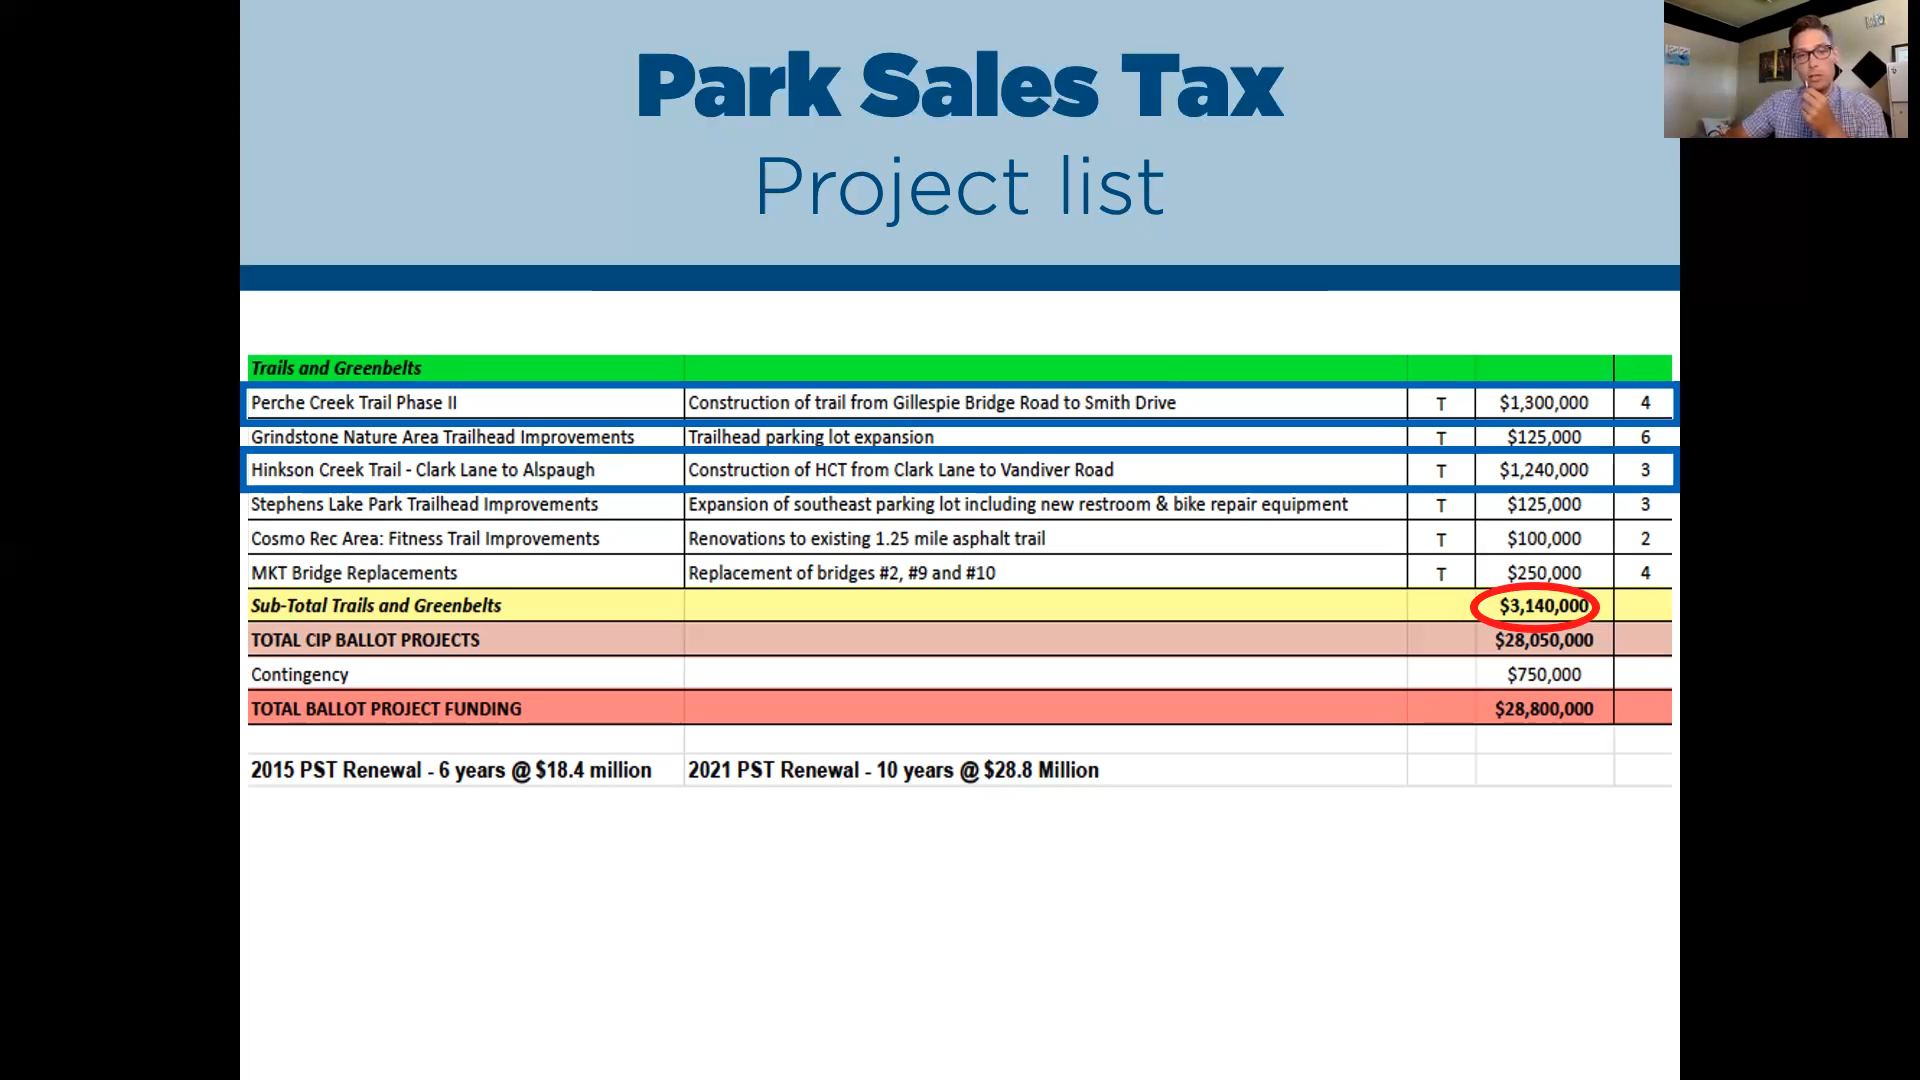 Park Sales Tax
Project list
Trails and Greenbelts
Perche Creek Trail Phase II Construction of trail from Gillespie Bridge Road to Smith Drive T $1,300,000 4
Grindstone Nature Area Trailhead Improvements Trailhead parking lot expansion T $125,000 6
Hinkson Creek Trail - Clark Lane to Alspaugh Construction of HCT from Clark Lane to Vandiver Road T $1,240,000 3
Stephens Lake Park Trailhead Improvements Expansion of southeast parking lot including new restroom & bike repair equipment T $125,000 3
Cosmo Rec Area: Fitness Trail Improvements Renovations to existing 1.25 mile asphalt trail T $100,000 2
MKT Bridge Replacements Replacement of bridges #2, #9 and #10 T $250,000 4
Sub-Total Trails and Greenbelts $3,140,000
TOTAL CIP BALLOT PROJECTS $28,050,000
Contingency $750,000
TOTAL BALLOT PROJECT FUNDING $28,800,000
2015 PST Renewal - 6 years @ $18.4 million 2021 PST Renewal - 10 years @ $28.8 Million